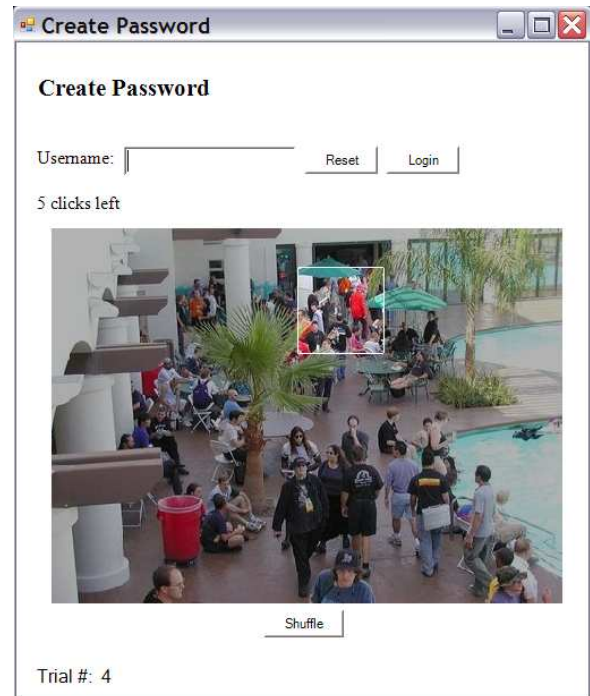 Create Password
Create Password
Username: Reset Login
5 clicks left
Shuffle
Trial #: 4